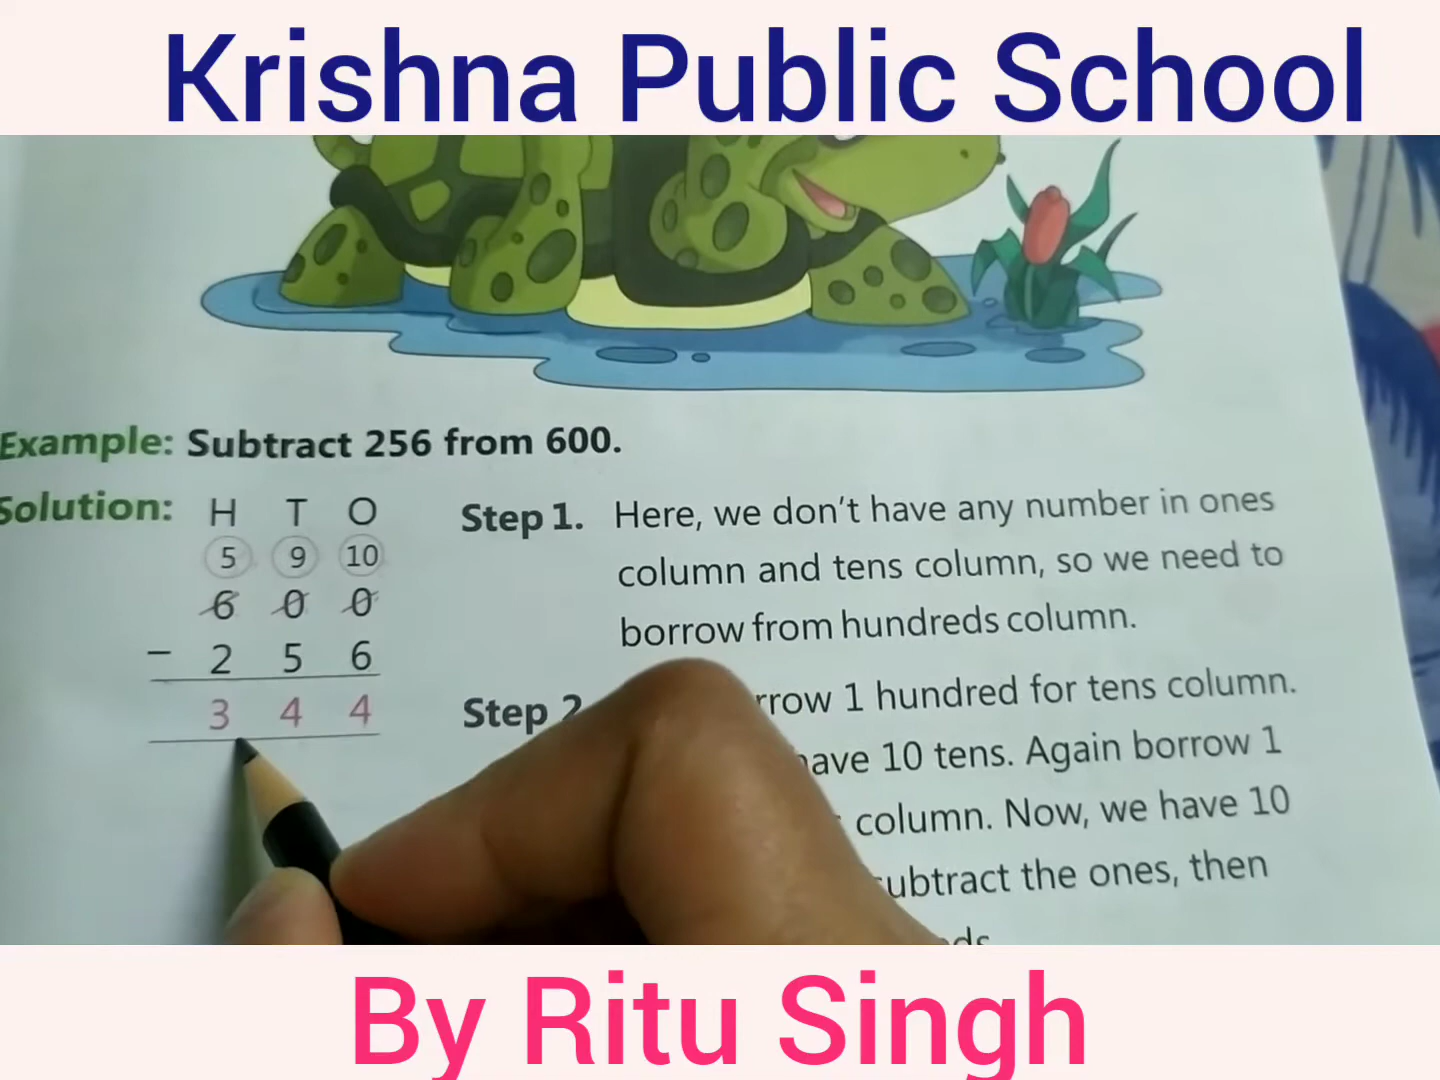 Krishna Public School
Example: Subtract 256 from 600.
Solution: H T O
5 9 10
6 0 0
- 2 5 6
3 4 4
Step 1. Here, we don't have any number in ones
column and tens column, so we need to
borrow from hundreds column.
Step 2 1 hundred for tens column.
10 tens. Again borrow 1
column. Now, we have 10
the ones, then
By Ritu Singh